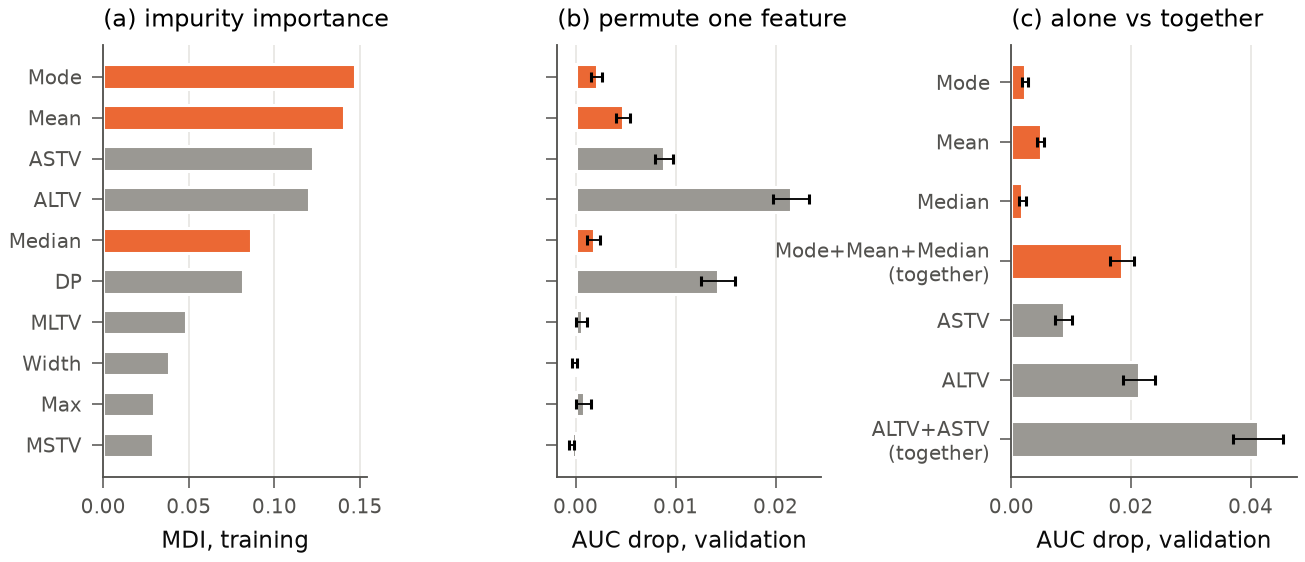 (a) impurity importance
Mode
Mean
ASTV
ALTV
Median
DP
MLTV
Width
Max
MSTV
0.00 0.05 0.10 0.15
MDI, training
(b) permute one feature
0.00 0.01 0.02
AUC drop, validation
(c) alone vs together
Mode
Mean
Median
Mode+Mean+Median
(together)
ASTV
ALTV
ALTV+ASTV
(together)
0.00 0.02 0.04
AUC drop, validation